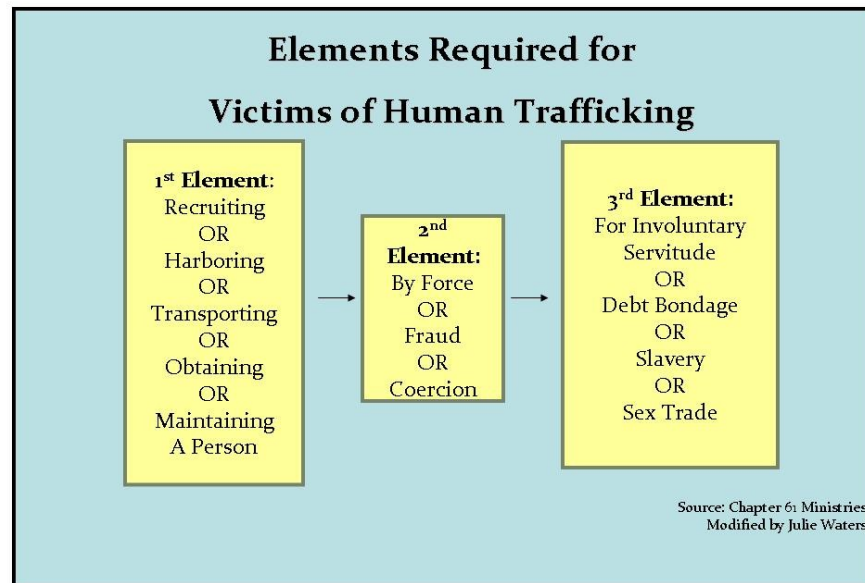 Elements Required for
Victims of Human Trafficking
1st Element:
Recruiting
OR
Harboring
OR
Transporting
OR
Obtaining
OR
Maintaining
A Person
2nd
Element:
By Force
OR
Fraud
OR
Coercion
3rd Element:
For Involuntary
Servitude
OR
Debt Bondage
OR
Slavery
OR
Sex Trade
Source: Chapter 61 Ministries
Modified by Julie Waters